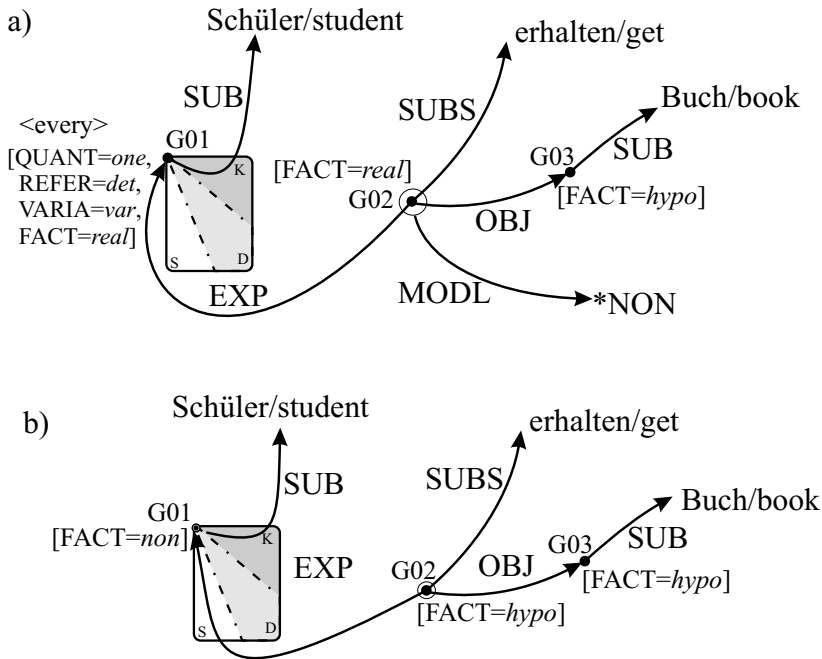 a)
Schüler/student
erhalten/get
SUB
SUBS
Buch/book
<every>
G01
[QUANT=one,
REFER=det,
VARIA=var,
FACT=real]
K
S
D
[FACT=real]
G02
G03
SUB
[FACT=hypo]
OBJ
EXP
MODL
*NON
b)
Schüler/student
erhalten/get
SUB
SUBS
Buch/book
G01
[FACT=non]
K
S
D
EXP
G02
OBJ
G03
SUB
[FACT=hypo]
[FACT=hypo]